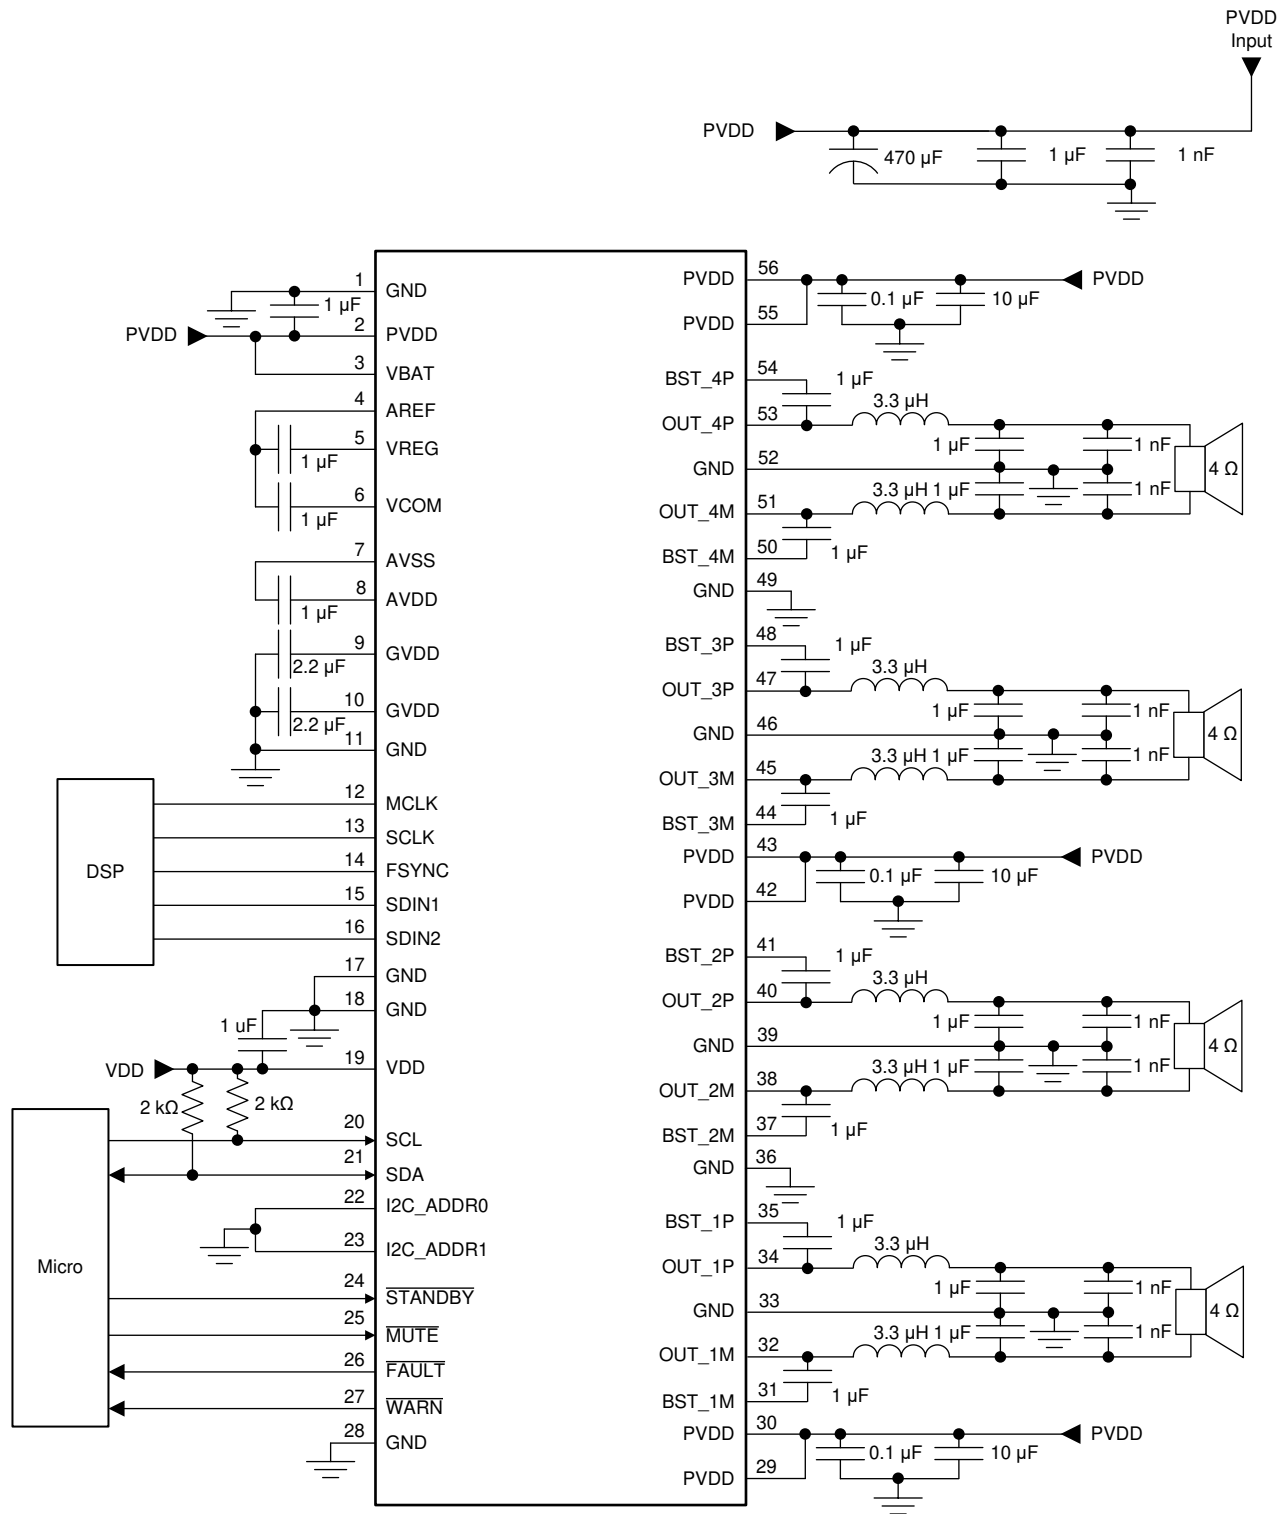 PVDD
Input
PVDD
470 µF
1 µF
1 nF
1
GND
1 µF
2
PVDD
PVDD
3
VBAT
4
AREF
5
VREG
1 µF
6
VCOM
1 µF
7
AVSS
8
AVDD
1 µF
9
GVDD
2.2 µF
10
GVDD
2.2 µF
11
GND
DSP
12
MCLK
13
SCLK
14
FSYNC
15
SDIN1
16
SDIN2
17
GND
18
GND
1 uF
19
VDD
VDD
2 kΩ
2 kΩ
Micro
20
SCL
21
SDA
22
I2C_ADDR0
23
I2C_ADDR1
24
STANDBY
25
MUTE
26
FAULT
27
WARN
28
GND
PVDD
56
PVDD
0.1 µF
10 µF
PVDD
55
BST_4P
54
1 µF
3.3 µH
OUT_4P
53
1 µF
1 nF
GND
52
4 Ω
3.3 µH
1 µF
1 nF
OUT_4M
51
BST_4M
50
1 µF
GND
49
BST_3P
48
1 µF
3.3 µH
OUT_3P
47
1 µF
1 nF
GND
46
4 Ω
3.3 µH
1 µF
1 nF
OUT_3M
45
BST_3M
44
1 µF
PVDD
43
PVDD
0.1 µF
10 µF
PVDD
42
BST_2P
41
1 µF
3.3 µH
OUT_2P
40
1 µF
1 nF
GND
39
4 Ω
3.3 µH
1 µF
1 nF
OUT_2M
38
BST_2M
37
1 µF
GND
36
BST_1P
35
1 µF
3.3 µH
OUT_1P
34
1 µF
1 nF
GND
33
4 Ω
3.3 µH
1 µF
1 nF
OUT_1M
32
BST_1M
31
1 µF
PVDD
30
PVDD
0.1 µF
10 µF
PVDD
29